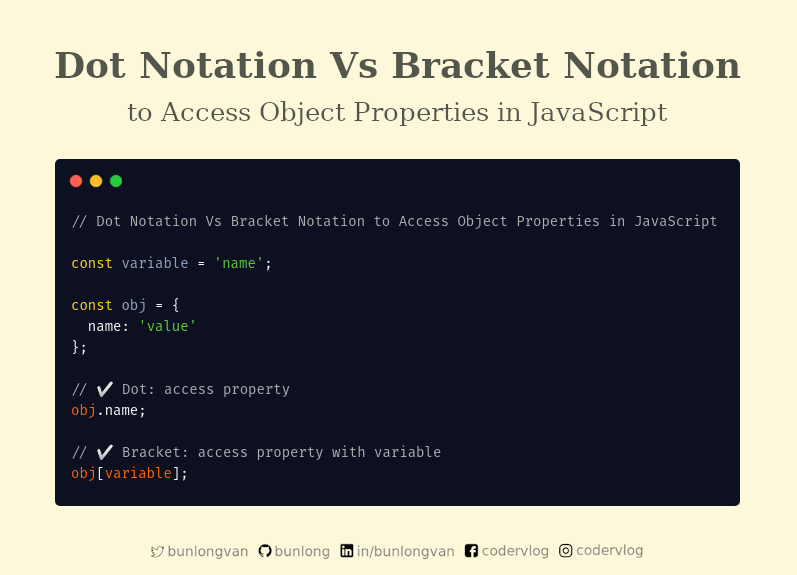 Dot Notation Vs Bracket Notation
to Access Object Properties in JavaScript
// Dot Notation Vs Bracket Notation to Access Object Properties in JavaScript
const variable = 'name';
const obj = {
  name: 'value'
};
// ✔ Dot: access property
obj.name;
// ✔ Bracket: access property with variable
obj[variable];
bunlongvan bunlong in/bunlongvan codervlog codervlog